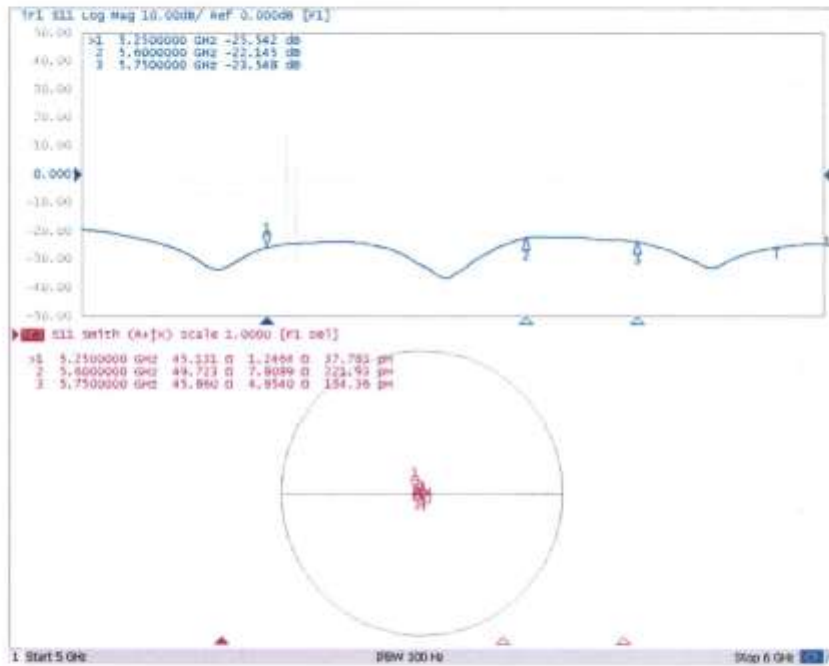 Tr1 S11 Log Mag 10.00dB/ Ref 0.000dB [F1]
50.00
>1 5.2500000 GHz -25.542 dB
2 5.6000000 GHz -22.145 dB
3 5.7500000 GHz -23.548 dB
40.00
30.00
20.00
10.00
0.000
-10.00
-20.00
-30.00
-40.00
-50.00
S11 Smith (R+jX) Scale 1.000U [F1 Del]
>1 5.2500000 GHz 45.131 Ω 1.2464 Ω 37.783 pH
2 5.6000000 GHz 49.723 Ω 7.8089 Ω 221.93 pH
3 5.7500000 GHz 45.860 Ω 4.8540 Ω 134.36 pH
1 Start 5 GHz IFBW 300 Hz Stop 6 GHz